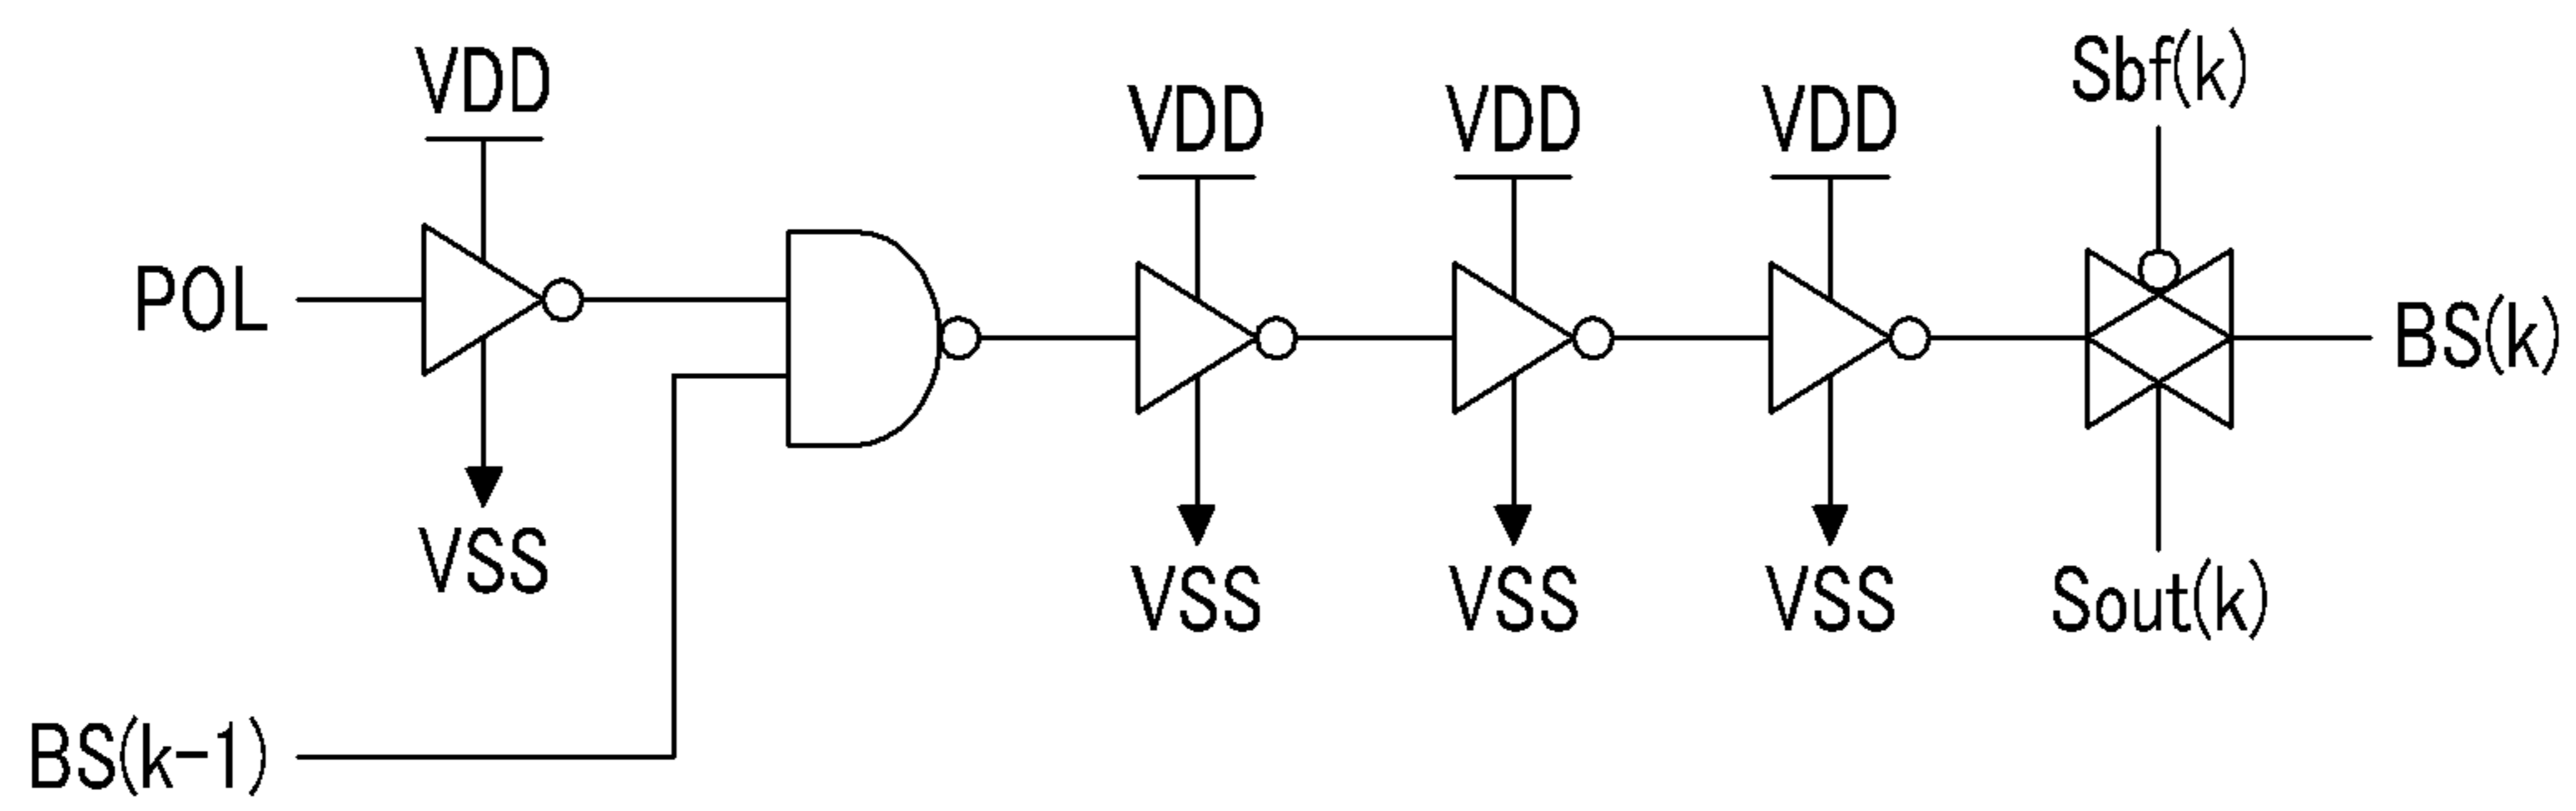 VDD
VDD
VDD
VDD
Sbf(k)
POL
BS(k)
VSS
VSS
VSS
VSS
Sout(k)
BS(k-1)